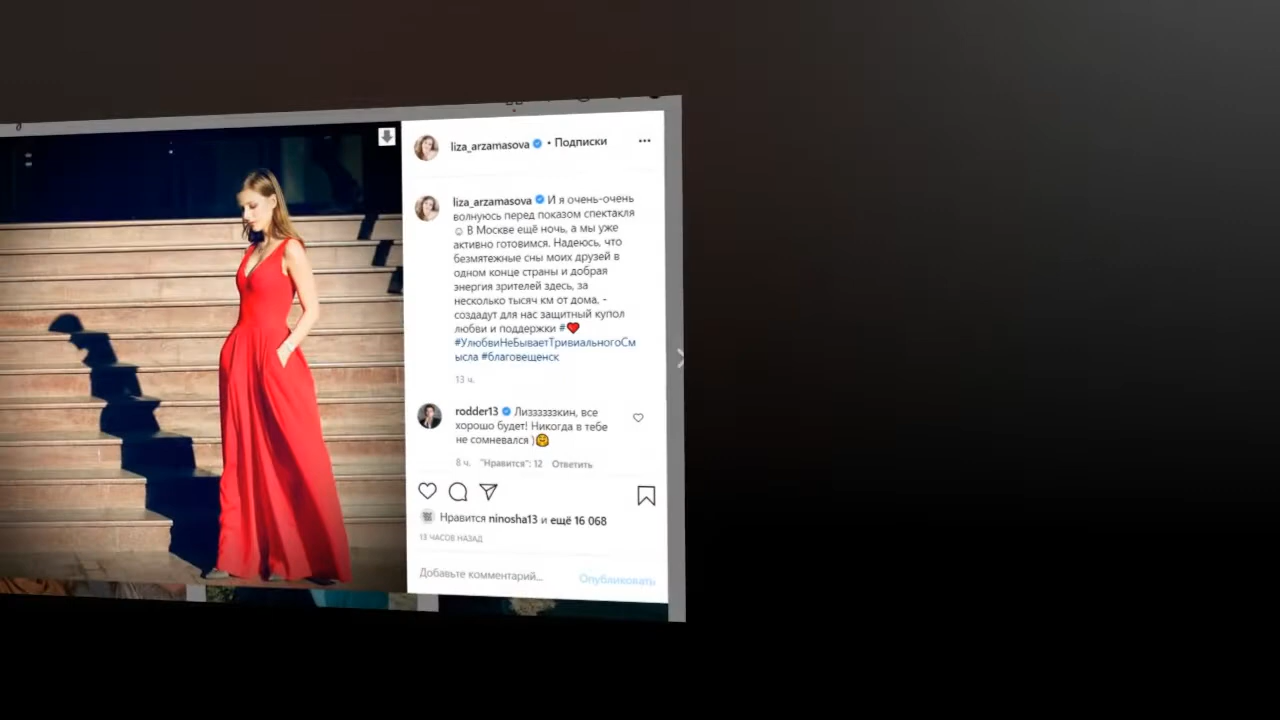 liza_arzamasova • Подписки
liza_arzamasova И я очень-очень
волнуюсь перед показом спектакля
☺ В Москве ещё ночь, а мы уже
активно готовимся. Надеюсь, что
безмятежные сны моих друзей в
одном конце страны и добрая
энергия зрителей здесь, за
несколько тысяч км от дома, -
создадут для нас защитный купол
любви и поддержки #❤
#УлюбвиНеБываетТривиальногоСм
ысла #благовещенск
13 ч.
rodder13 Лиззззззкин, все
хорошо будет! Никогда в тебе
не сомневался )🤗
8 ч. "Нравится": 12 Ответить
Нравится ninosha13 и ещё 16 068
13 ЧАСОВ НАЗАД
Добавьте комментарий... Опубликовать